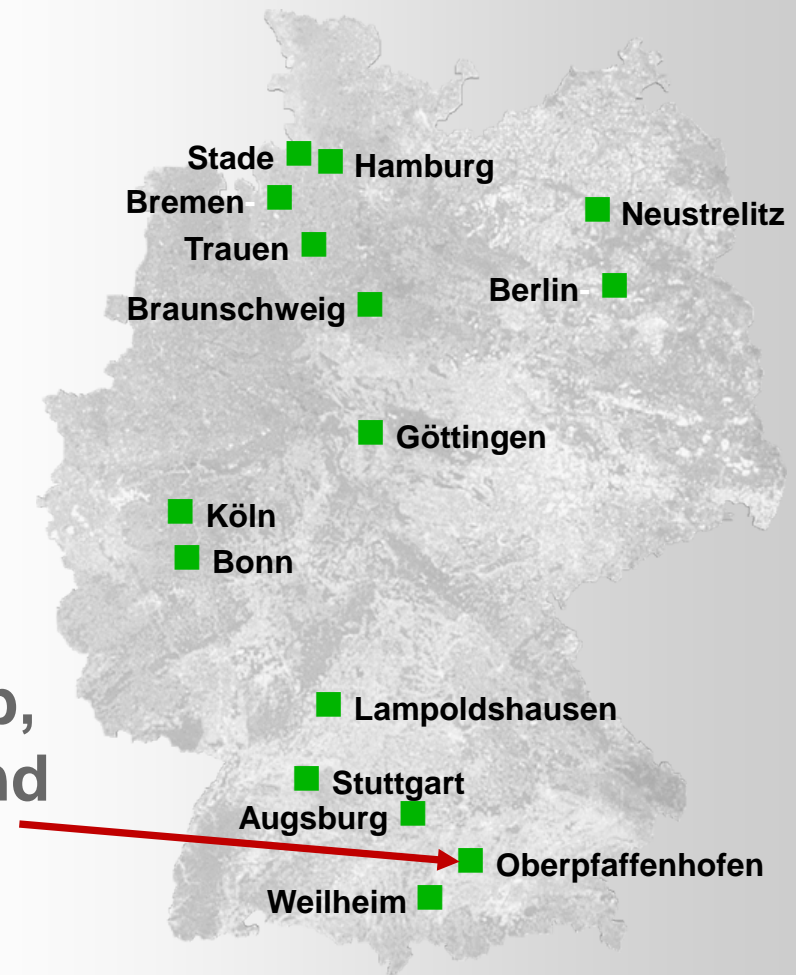 Stade
Hamburg
Bremen
Neustrelitz
Trauen
Berlin
Braunschweig
Göttingen
Köln
Bonn
Lampoldshausen
Stuttgart
Augsburg
Oberpfaffenhofen
Weilheim